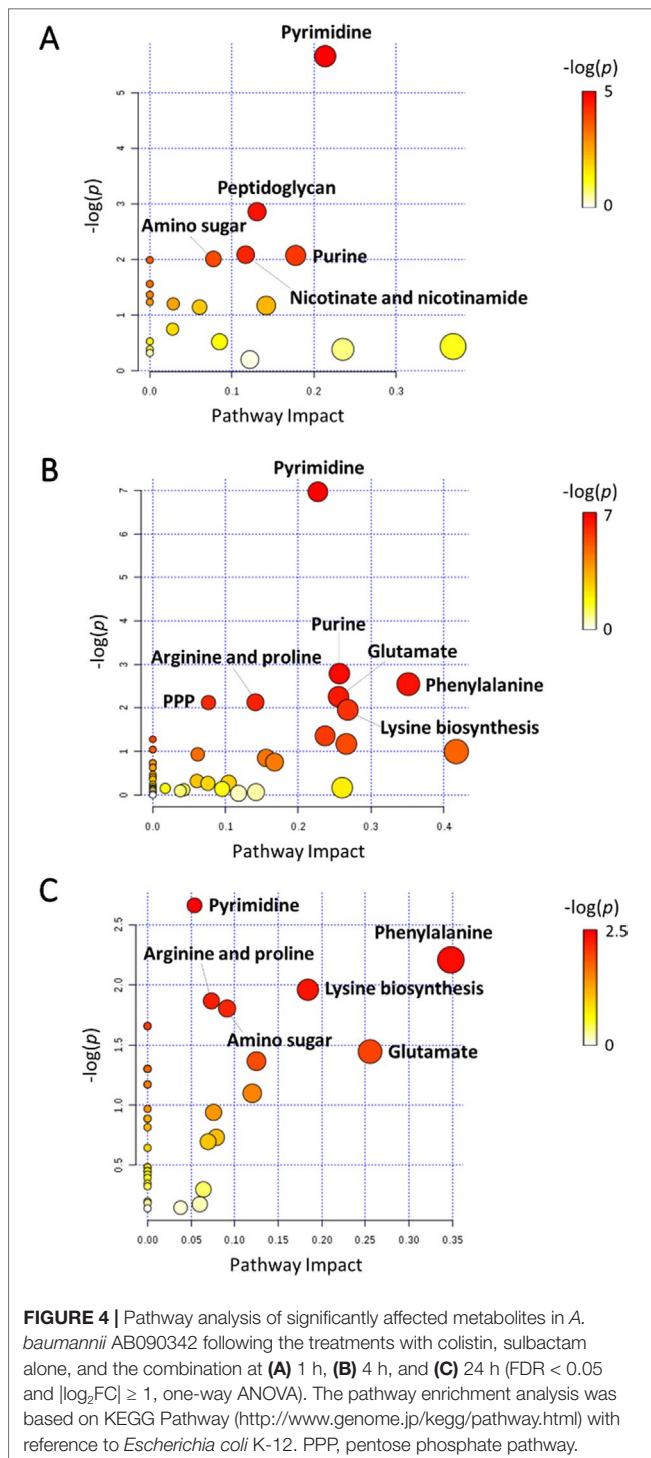 A
Pyrimidine
Peptidoglycan
Amino sugar
Purine
Nicotinate and nicotinamide
-log(p)
5
4
3
2
1
0
0.0 0.1 0.2 0.3
Pathway Impact
-log(p)
5
0
B
Pyrimidine
Purine
Arginine and proline
Glutamate
PPP
Phenylalanine
Lysine biosynthesis
-log(p)
7
6
5
4
3
2
1
0
0.0 0.1 0.2 0.3 0.4
Pathway Impact
-log(p)
7
0
C
Pyrimidine
Phenylalanine
Arginine and proline
Lysine biosynthesis
Amino sugar
Glutamate
-log(p)
2.5
2.0
1.5
1.0
0.5
0.00 0.05 0.10 0.15 0.20 0.25 0.30 0.35
Pathway Impact
-log(p)
2.5
0
FIGURE 4 | Pathway analysis of significantly affected metabolites in A.
baumannii AB090342 following the treatments with colistin, sulbactam
alone, and the combination at (A) 1 h, (B) 4 h, and (C) 24 h (FDR < 0.05
and |log₂FC| ≥ 1, one-way ANOVA). The pathway enrichment analysis was
based on KEGG Pathway (http://www.genome.jp/kegg/pathway.html) with
reference to Escherichia coli K-12. PPP, pentose phosphate pathway.